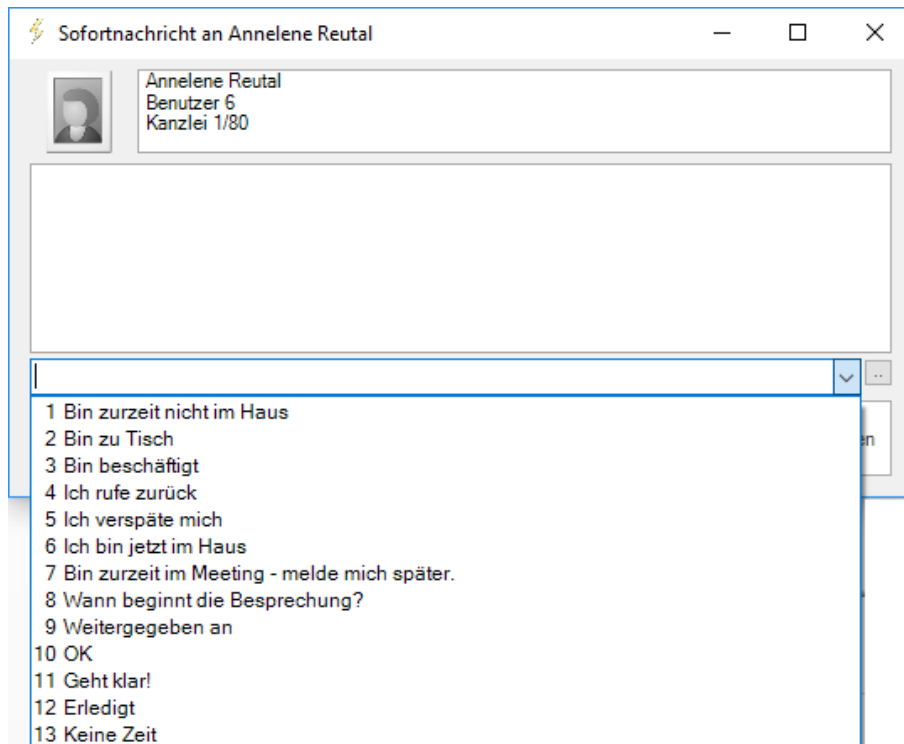 Sofortnachricht an Annelene Reutal
Annelene Reutal
Benutzer 6
Kanzlei 1/80
..
1 Bin zurzeit nicht im Haus
2 Bin zu Tisch
3 Bin beschäftigt
4 Ich rufe zurück
5 Ich verspäte mich
6 Ich bin jetzt im Haus
7 Bin zurzeit im Meeting - melde mich später.
8 Wann beginnt die Besprechung?
9 Weitergegeben an
10 OK
11 Geht klar!
12 Erledigt
13 Keine Zeit